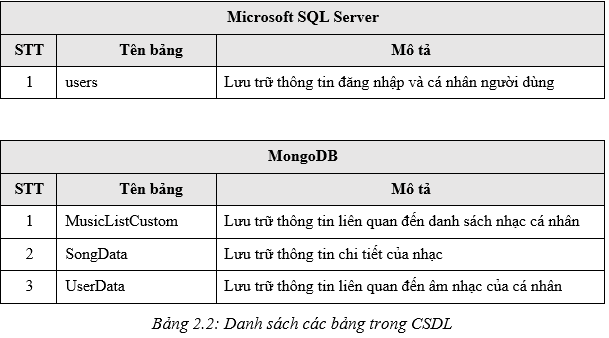 Microsoft SQL Server
STT Tên bảng Mô tả
1 users Lưu trữ thông tin đăng nhập và cá nhân người dùng
MongoDB
STT Tên bảng Mô tả
1 MusicListCustom Lưu trữ thông tin liên quan đến danh sách nhạc cá nhân
2 SongData Lưu trữ thông tin chi tiết của nhạc
3 UserData Lưu trữ thông tin liên quan đến âm nhạc của cá nhân
Bảng 2.2: Danh sách các bảng trong CSDL